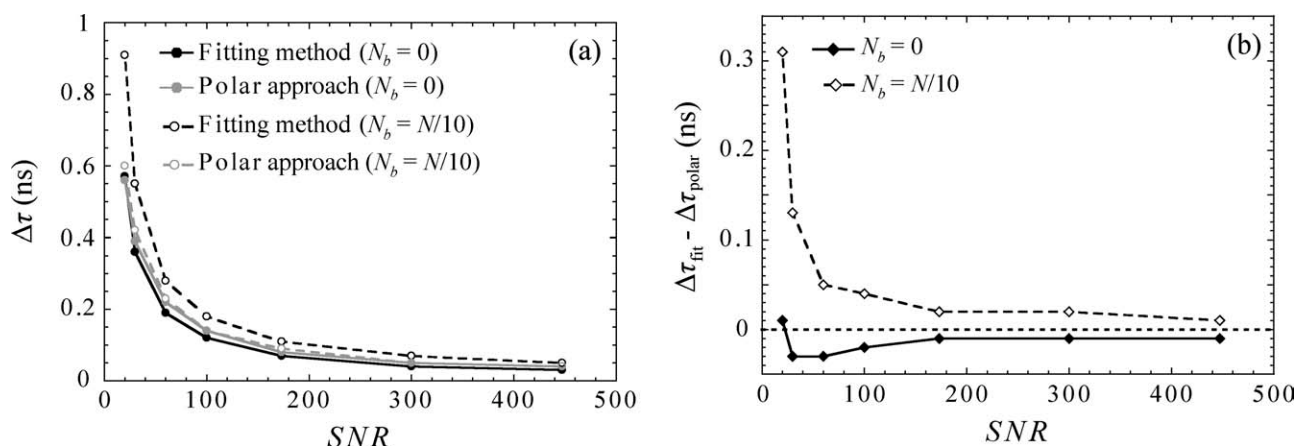 1
0.8
0.6
0.4
0.2
0
Δτ (ns)
Fitting method (N_b = 0)
Polar approach (N_b = 0)
Fitting method (N_b = N/10)
Polar approach (N_b = N/10)
(a)
0 100 200 300 400 500
SNR
0.3
0.2
0.1
0
Δτ_fit - Δτ_polar (ns)
N_b = 0
N_b = N/10
(b)
0 100 200 300 400 500
SNR